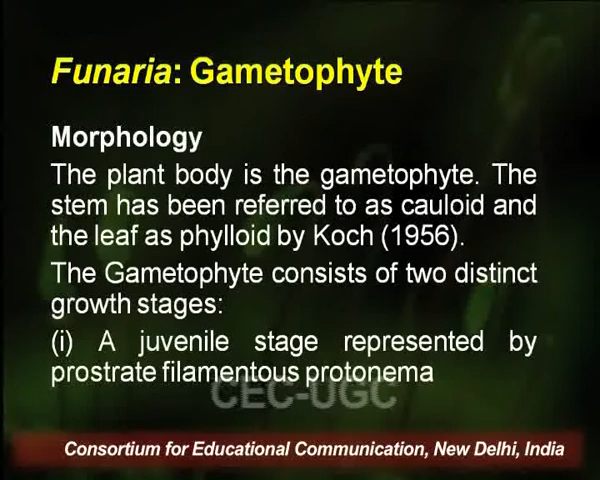 Funaria: Gametophyte
Morphology
The plant body is the gametophyte. The
stem has been referred to as cauloid and
the leaf as phylloid by Koch (1956).
The Gametophyte consists of two distinct
growth stages:
(i) A juvenile stage represented by
prostrate filamentous protonema
CEC-UGC
Consortium for Educational Communication, New Delhi, India